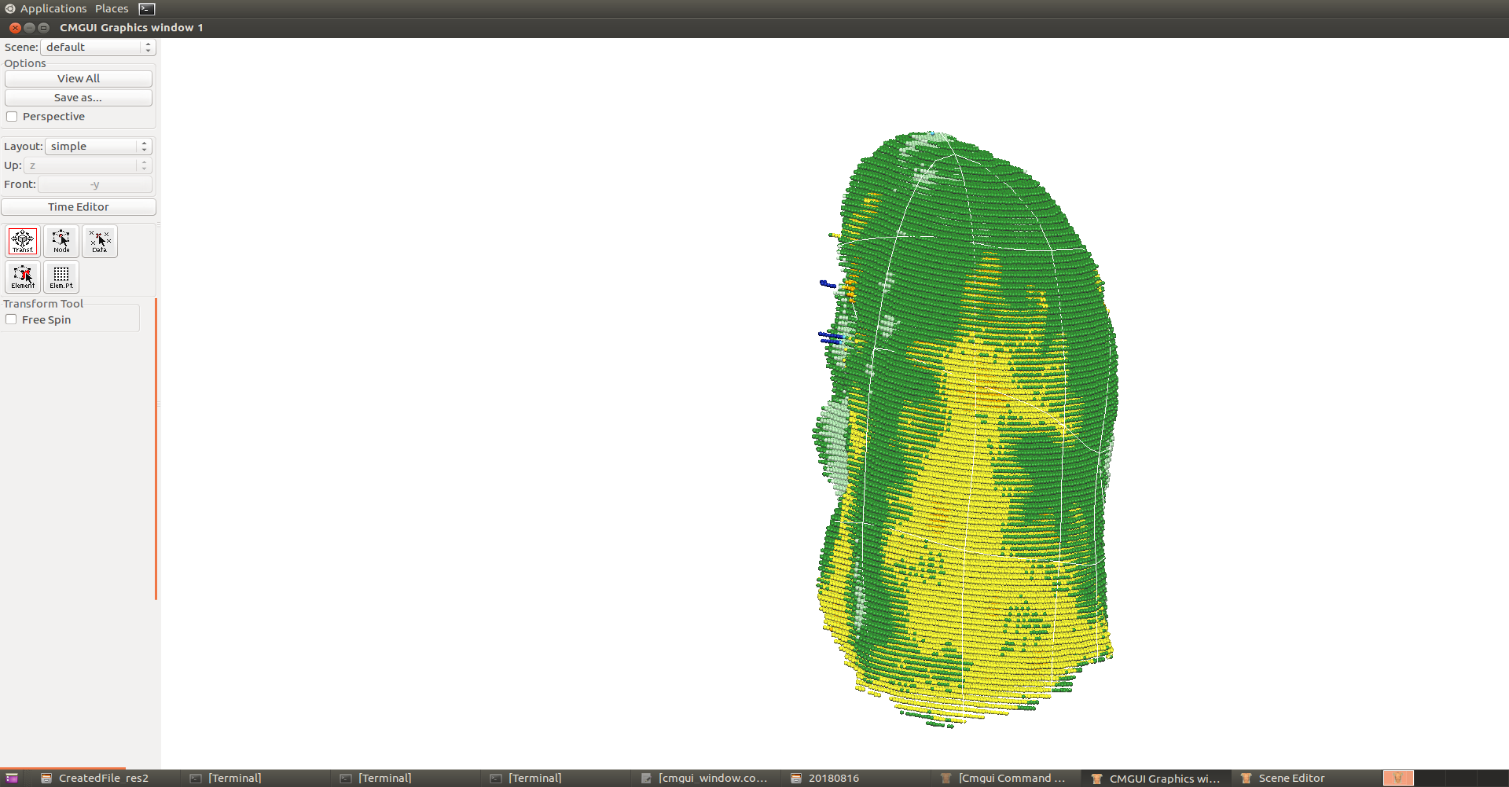 Applications Places
CMGUI Graphics window 1
Scene: default
Options
View All
Save as...
Perspective
Layout: simple
Up: z
Front: -y
Time Editor
Transf. Node Data
Element Elem.Pt
Transform Tool
Free Spin
CreatedFile_res2 [Terminal] [Terminal] [Terminal] [cmgui_window.co... 20180816 [Cmgui Command ... CMGUI Graphics wi... Scene Editor